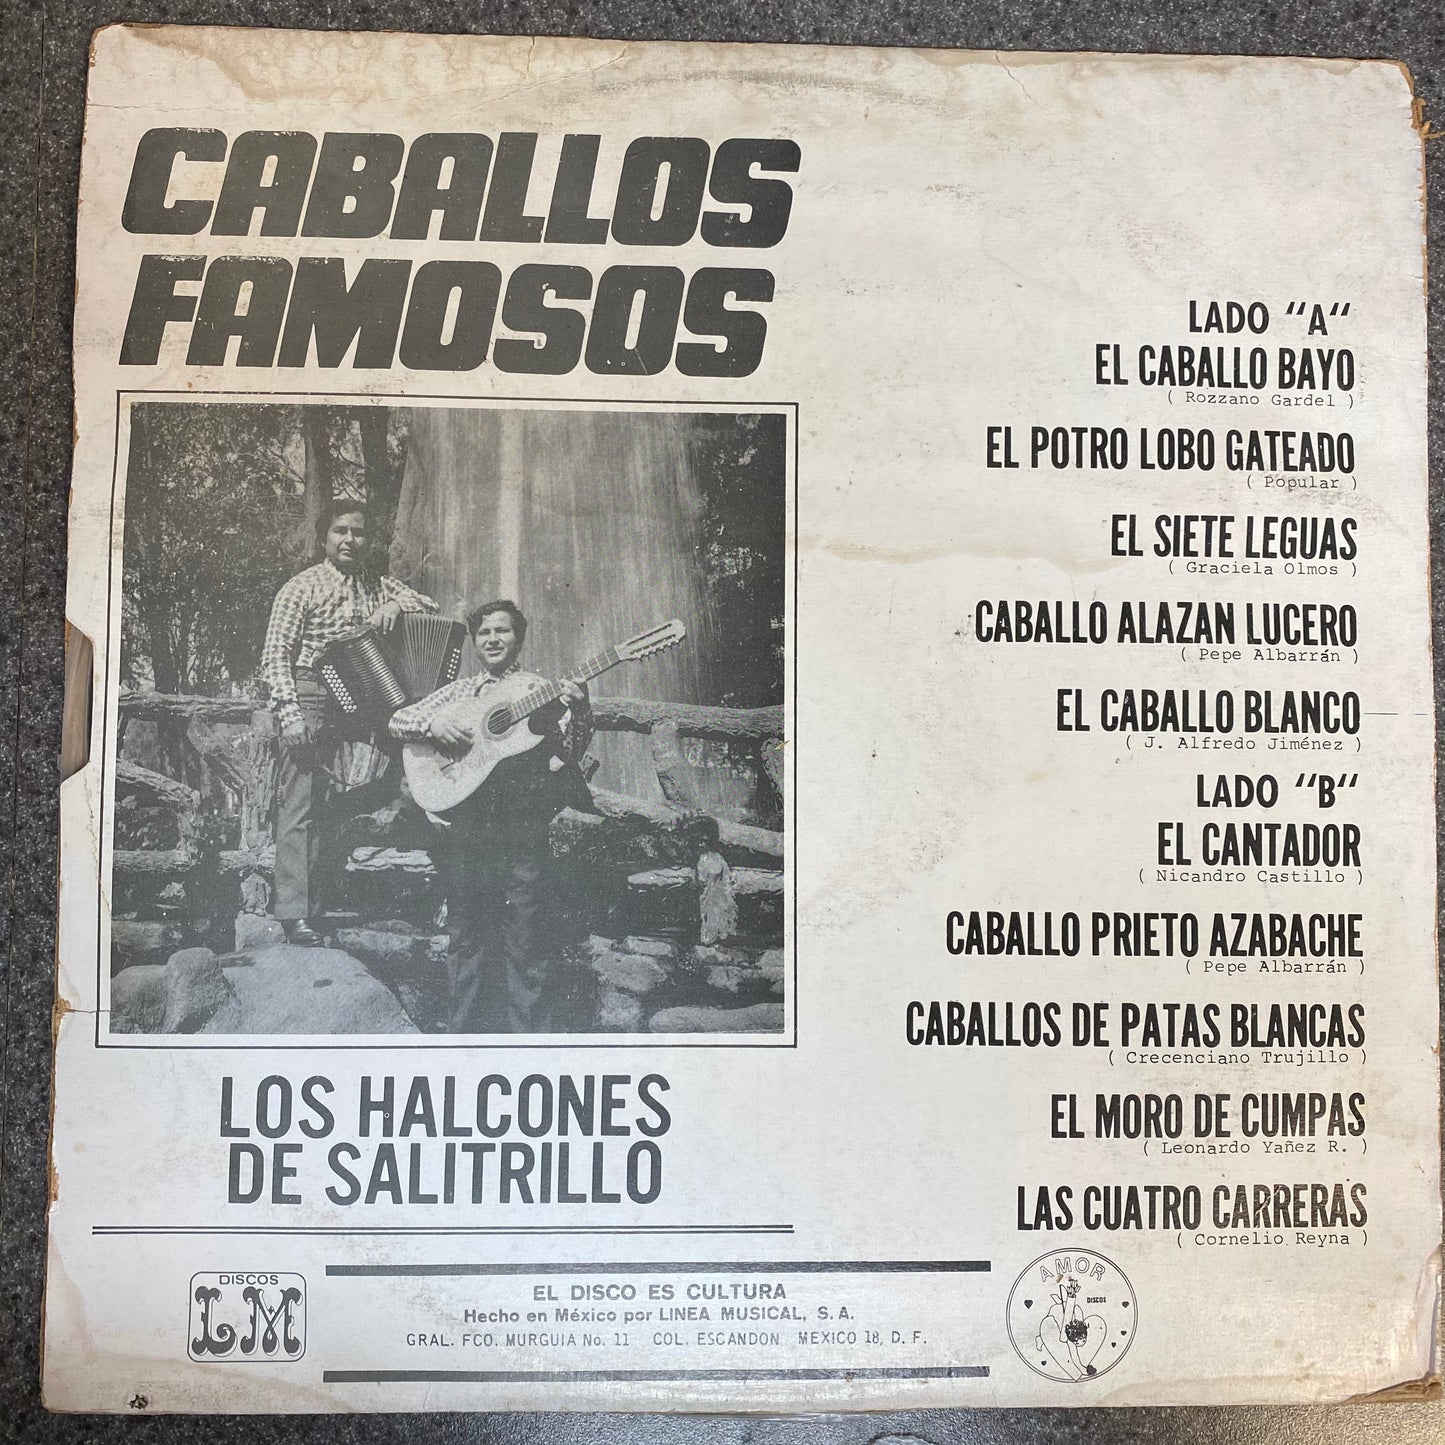 CABALLOS
FAMOSOS
LOS HALCONES
DE SALITRILLO
LADO "A"
EL CABALLO BAYO
( Rozzano Gardel )
EL POTRO LOBO GATEADO
( Popular )
EL SIETE LEGUAS
( Graciela Olmos )
CABALLO ALAZAN LUCERO
( Pepe Albarrán )
EL CABALLO BLANCO
( J. Alfredo Jiménez )
LADO "B"
EL CANTADOR
( Nicandro Castillo )
CABALLO PRIETO AZABACHE
( Pepe Albarrán )
CABALLOS DE PATAS BLANCAS
( Crecenciano Trujillo )
EL MORO DE CUMPAS
( Leonardo Yañez R. )
LAS CUATRO CARRERAS
( Cornelio Reyna )
DISCOS
LM
EL DISCO ES CULTURA
Hecho en México por LINEA MUSICAL, S. A.
GRAL. FCO. MURGUIA No. 11 COL. ESCANDON MEXICO 18, D. F.
AMOR
DISCOS